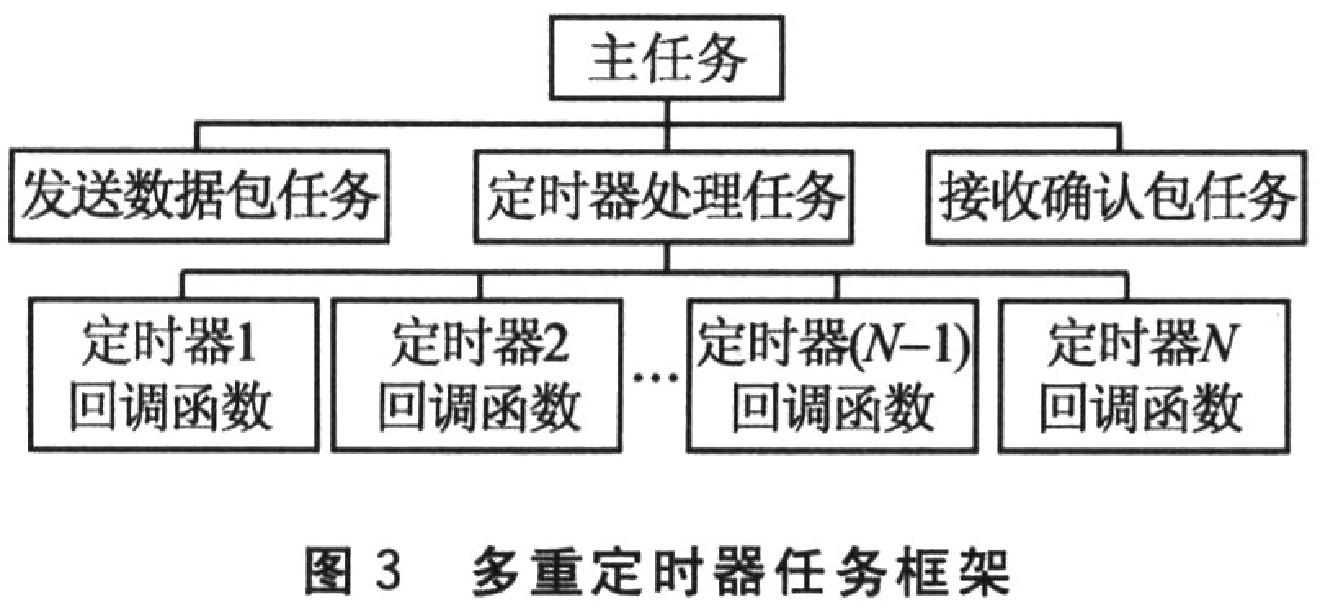 主任务
发送数据包任务
定时器处理任务
接收确认包任务
定时器1
回调函数
定时器2
回调函数
…
定时器(N-1)
回调函数
定时器N
回调函数
图 3 多重定时器任务框架